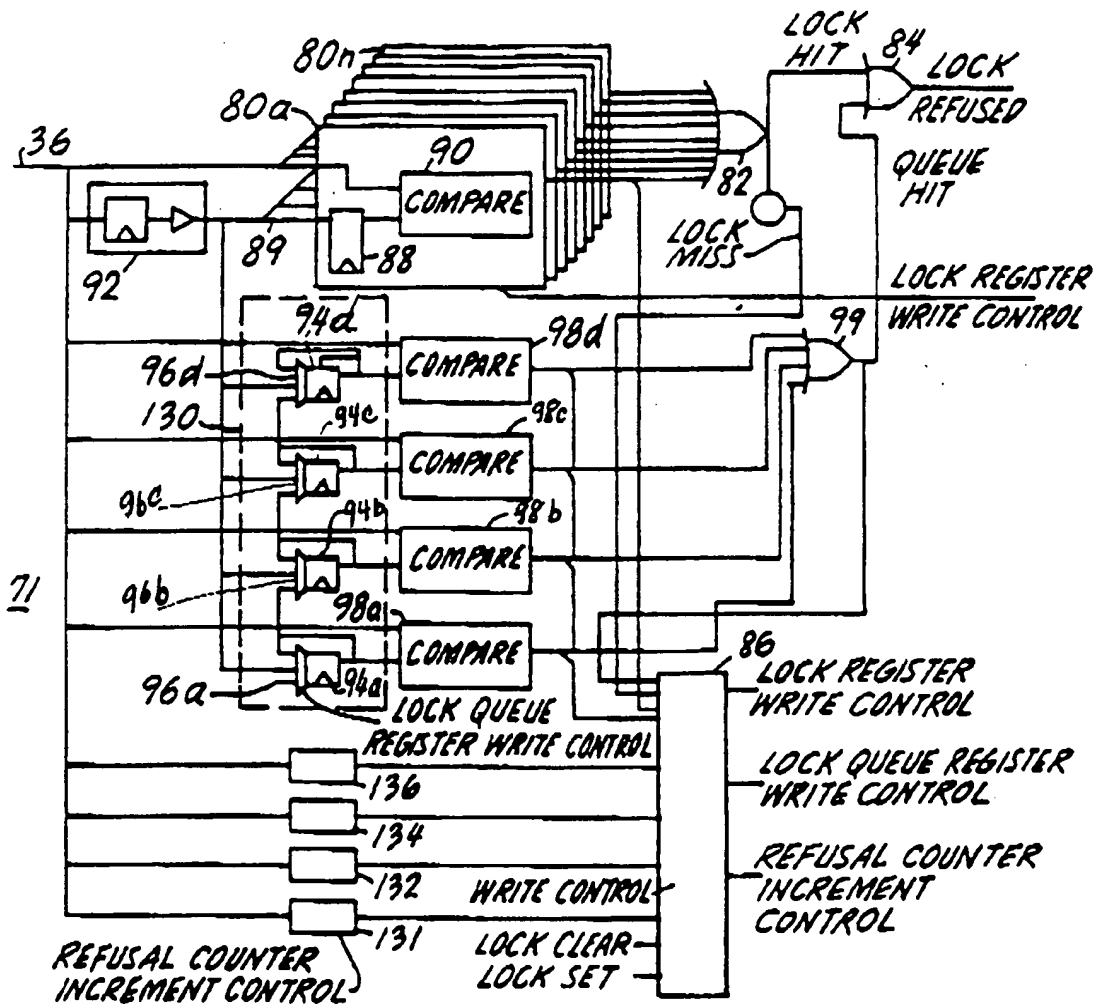 80n
LOCK
HIT
84
LOCK
REFUSED
80a
36
90
COMPARE
82
QUEUE
HIT
92
89
88
LOCK
MISS
LOCK REGISTER
WRITE CONTROL
94d
98d
99
96d
COMPARE
130
94c
98c
COMPARE
96c
94b
98b
COMPARE
71
96b
98a
COMPARE
86
96a
94a
LOCK QUEUE
REGISTER WRITE CONTROL
LOCK REGISTER
WRITE CONTROL
136
LOCK QUEUE REGISTER
WRITE CONTROL
134
132
WRITE CONTROL
REFUSAL COUNTER
INCREMENT
CONTROL
131
LOCK CLEAR
LOCK SET
REFUSAL COUNTER
INCREMENT CONTROL